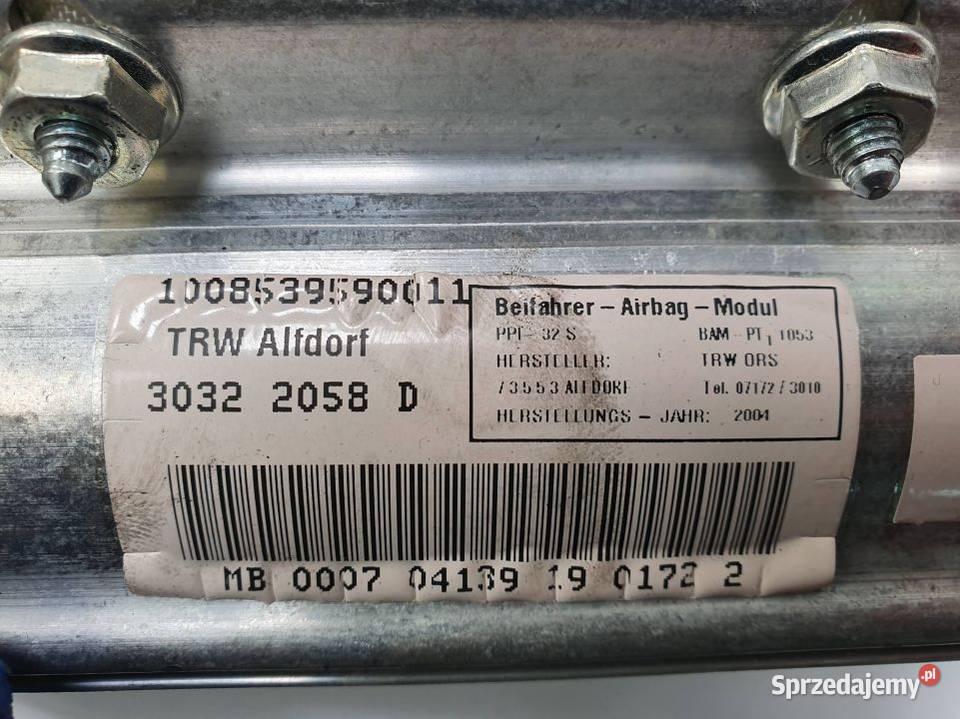 1008539590011
TRW Alfdorf
3032 2058 D
Beifahrer - Airbag - Modul
PPT - 32 S BAM - PT1 1053
HERSTELLER: TRW ORS
73553 ALFDORF Tel. 07172 / 3010
HERSTELLUNGS - JAHR: 2004
MB 0007 04139 19 0172 2
Sprzedajemy.pl